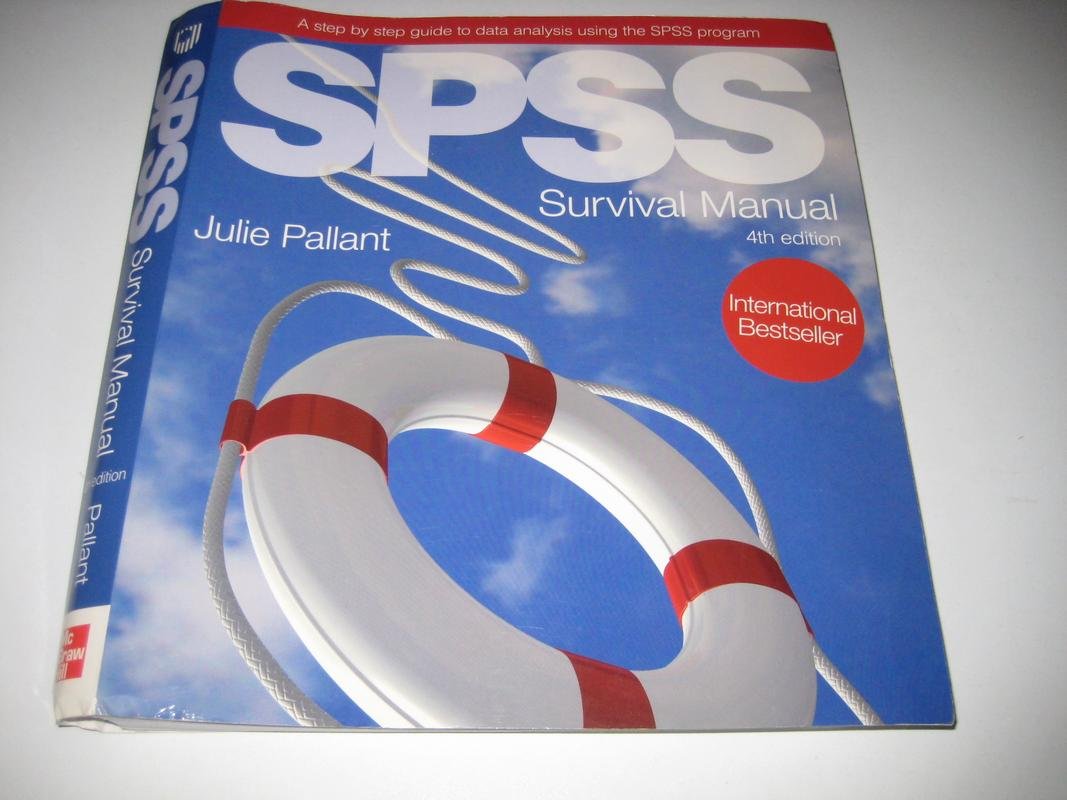 A step by step guide to data analysis using the SPSS program
SPSS
Survival Manual
4th edition
Julie Pallant
International
Bestseller
SPSS Survival Manual edition Pallant